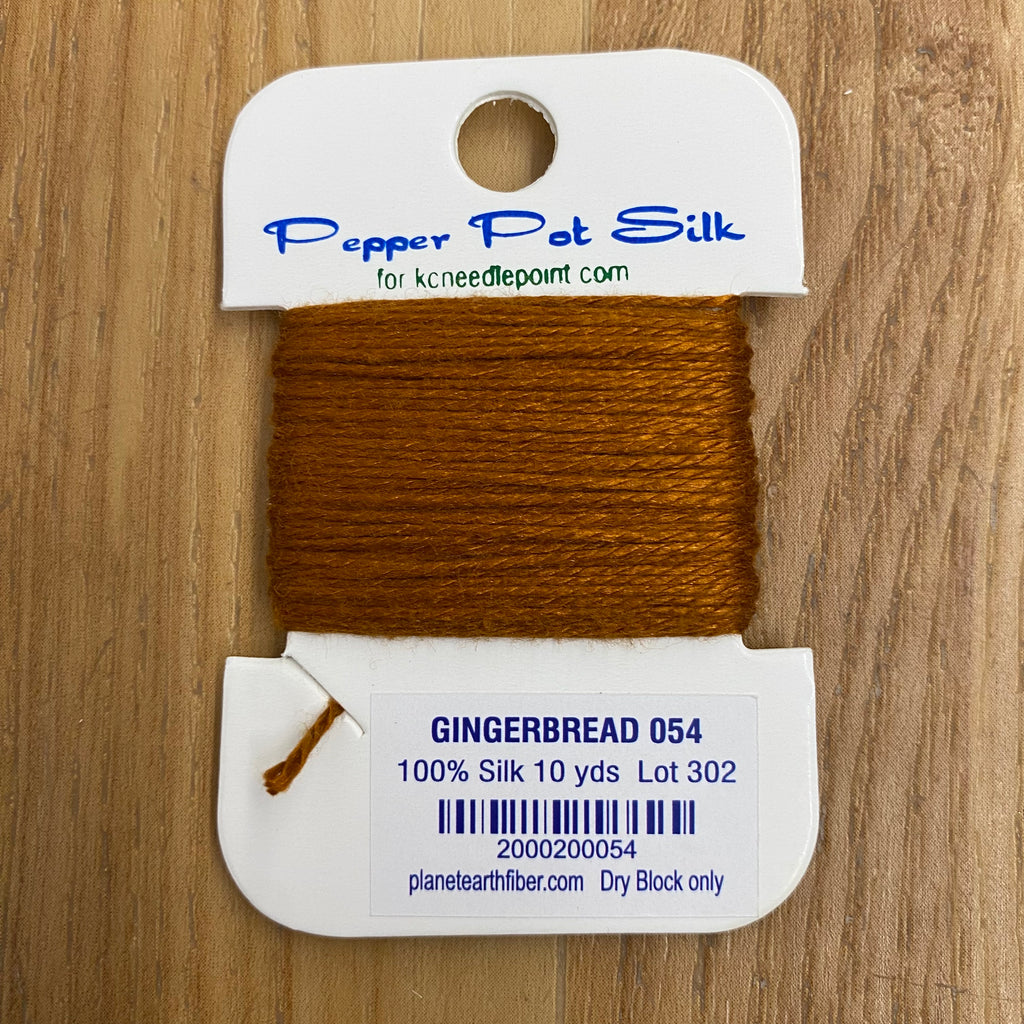 Pepper Pot Silk
for kcneedlepoint com
GINGERBREAD 054
100% Silk 10 yds Lot 302
2000200054
planetearthfiber.com Dry Block only